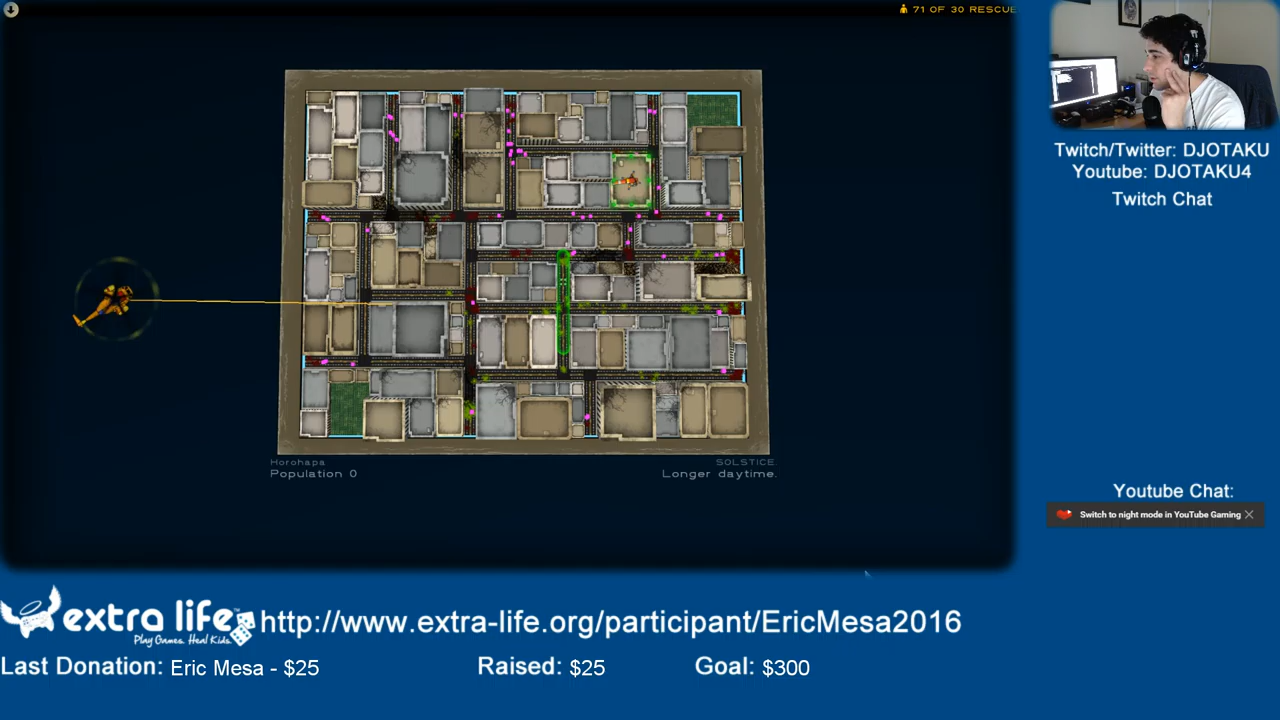 71 OF 30 RESCUE
Twitch/Twitter: DJOTAKU
Youtube: DJOTAKU4
Twitch Chat
Horohapa
Population 0
SOLSTICE.
Longer daytime.
Youtube Chat:
Switch to night mode in YouTube Gaming
extra life
Play Games. Heal Kids.
http://www.extra-life.org/participant/EricMesa2016
Last Donation: Eric Mesa - $25
Raised: $25
Goal: $300